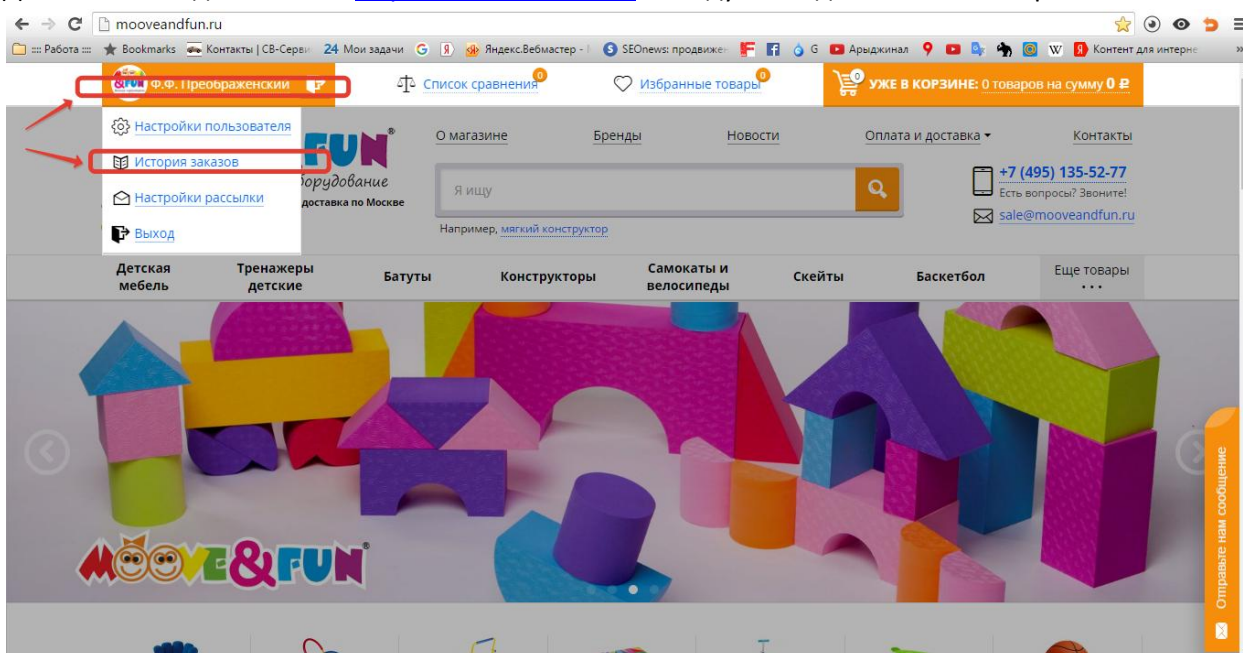 mooveandfun.ru
:::: Работа :::: Bookmarks Контакты | СВ-Серви 24 Мои задачи Яндекс.Вебмастер - SEOnews: продвиже G Арыджинал Контент для интерне
Ф.Ф. Преображенский Список сравнения 0 Избранные товары 0 0 УЖЕ В КОРЗИНЕ: 0 товаров на сумму 0 ₽
Настройки пользователя
История заказов
Настройки рассылки
Выход
FUN®
оборудование
доставка по Москве
О магазине Бренды Новости Оплата и доставка Контакты
Я ищу
Например, мягкий конструктор
+7 (495) 135-52-77
Есть вопросы? Звоните!
sale@mooveandfun.ru
Детская мебель Тренажеры детские Батуты Конструкторы Самокаты и велосипеды Скейты Баскетбол Еще товары
...
MOOVE&FUN®
Отправьте нам сообщение